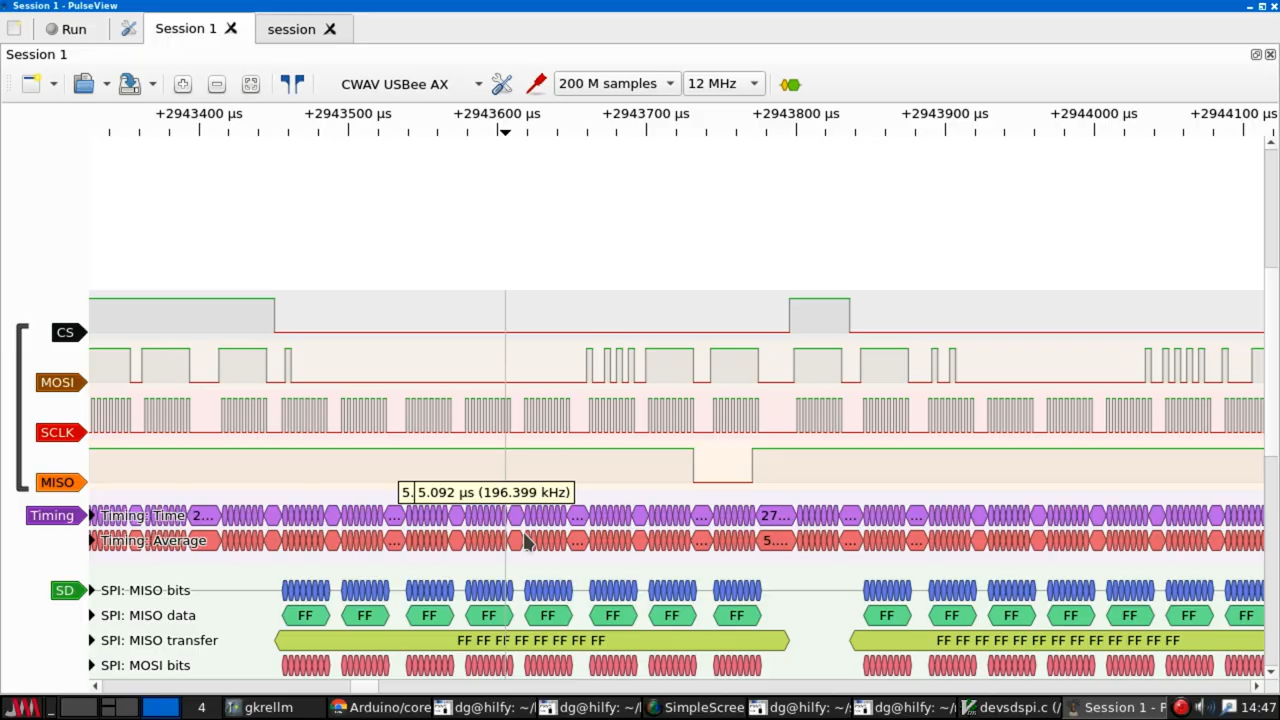 Session 1 - PulseView
Run
Session 1 X
session X
Session 1
CWAV USBee AX
200 M samples
12 MHz
+2943400 µs +2943500 µs +2943600 µs +2943700 µs +2943800 µs +2943900 µs +2944000 µs +2944100 µs
CS
MOSI
SCLK
MISO
5. 5.092 µs (196.399 kHz)
Timing
Timing: Time 2... ... ... ... 27... ... ...
Timing: Average ... ... ... 5.... ... ...
SD
SPI: MISO bits
SPI: MISO data FF FF FF FF FF FF FF FF FF FF FF FF FF FF FF
SPI: MISO transfer FF FF FF FF FF FF FF FF FF FF FF FF FF FF FF FF FF FF FF FF
SPI: MOSI bits
4 gkrellm Arduino/core dg@hilfy: ~/ dg@hilfy: ~/l SimpleScree dg@hilfy: ~/s dg@hilfy: ~/s devsdspi.c (/ Session 1 - P 14:47